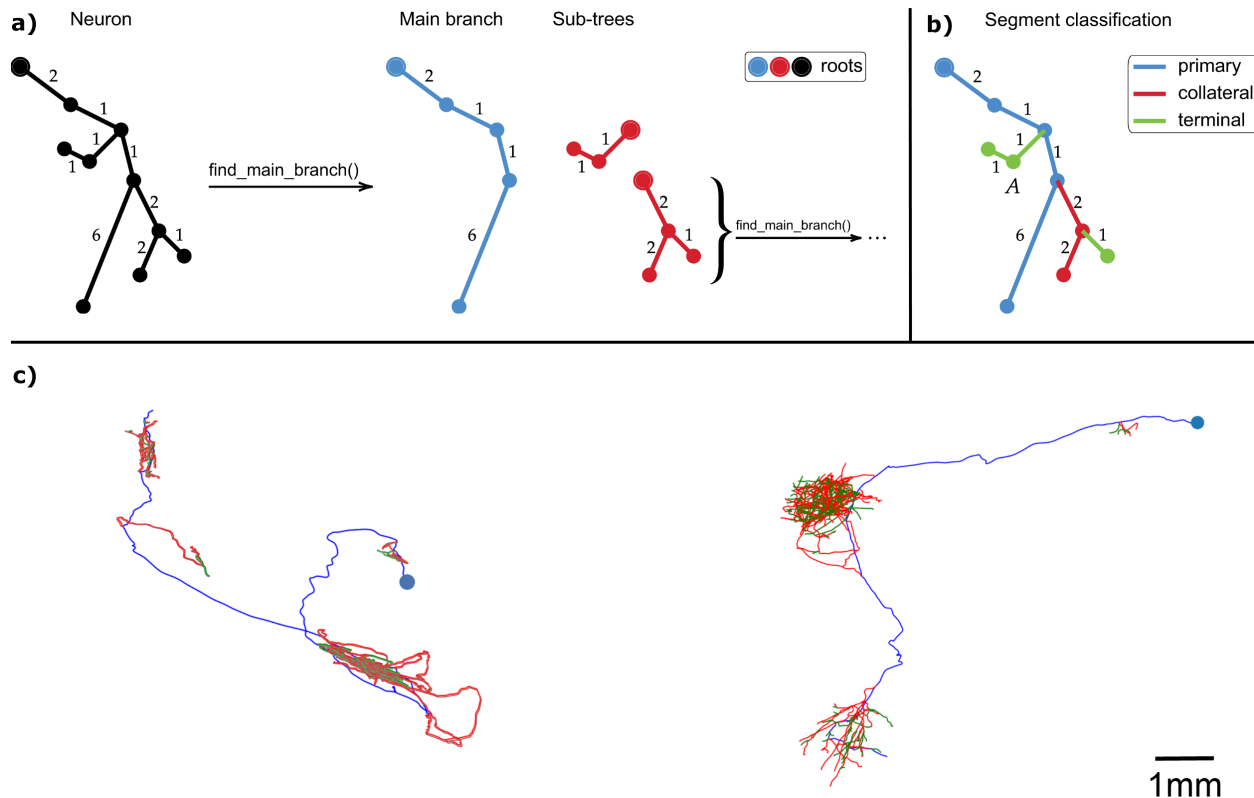 a) Neuron Main branch Sub-trees
roots
2
1
1
1
1
2
6
2
1
find_main_branch()
2
1
1
6
1
1
2
2
1
find_main_branch()
...
b) Segment classification
primary
collateral
terminal
2
1
1
1
1
A
2
6
2
1
c)
1mm